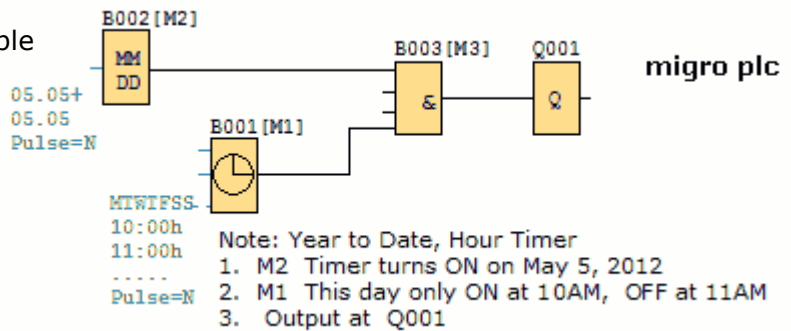 B002[M2]
ple
MM
DD
B003[M3]
Q001
migro plc
&
Q
05.05+
05.05
Pulse=N
B001[M1]
MTWTFSS
10:00h
11:00h
.....
Pulse=N
Note: Year to Date, Hour Timer
1. M2 Timer turns ON on May 5, 2012
2. M1 This day only ON at 10AM, OFF at 11AM
3. Output at Q001